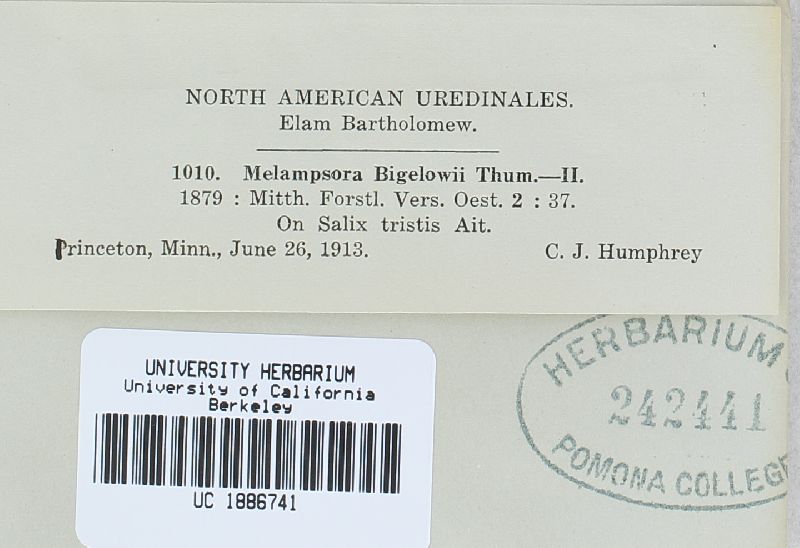 NORTH AMERICAN UREDINALES.
Elam Bartholomew.
1010. Melampsora Bigelowii Thum.—II.
1879 : Mitth. Forstl. Vers. Oest. 2 : 37.
On Salix tristis Ait.
Princeton, Minn., June 26, 1913. C. J. Humphrey
UNIVERSITY HERBARIUM
University of California
Berkeley
UC 1886741
HERBARIUM
242441
POMONA COLLEGE